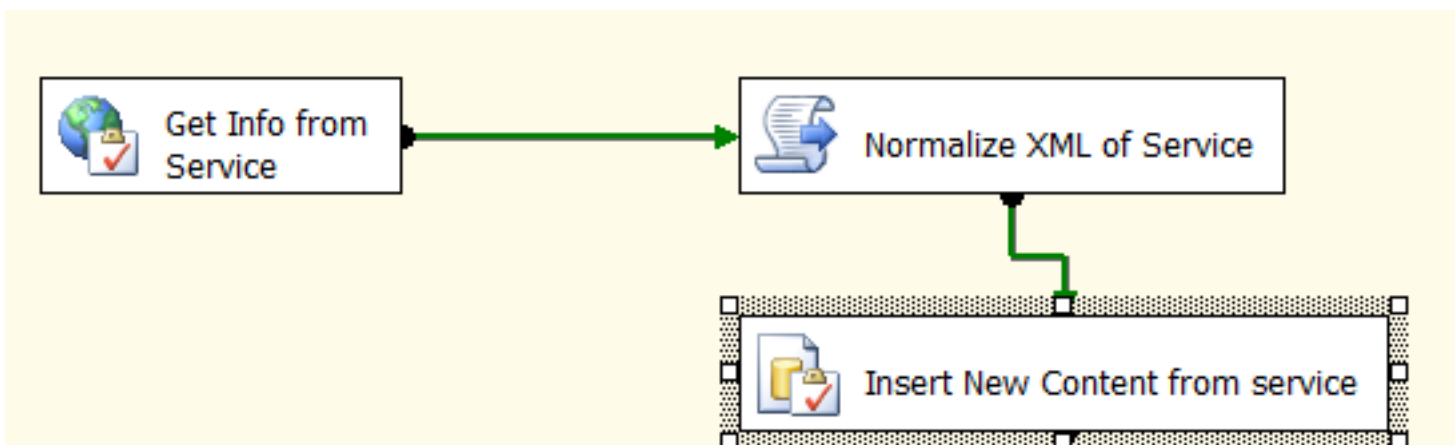 Get Info from
Service
Normalize XML of Service
Insert New Content from service